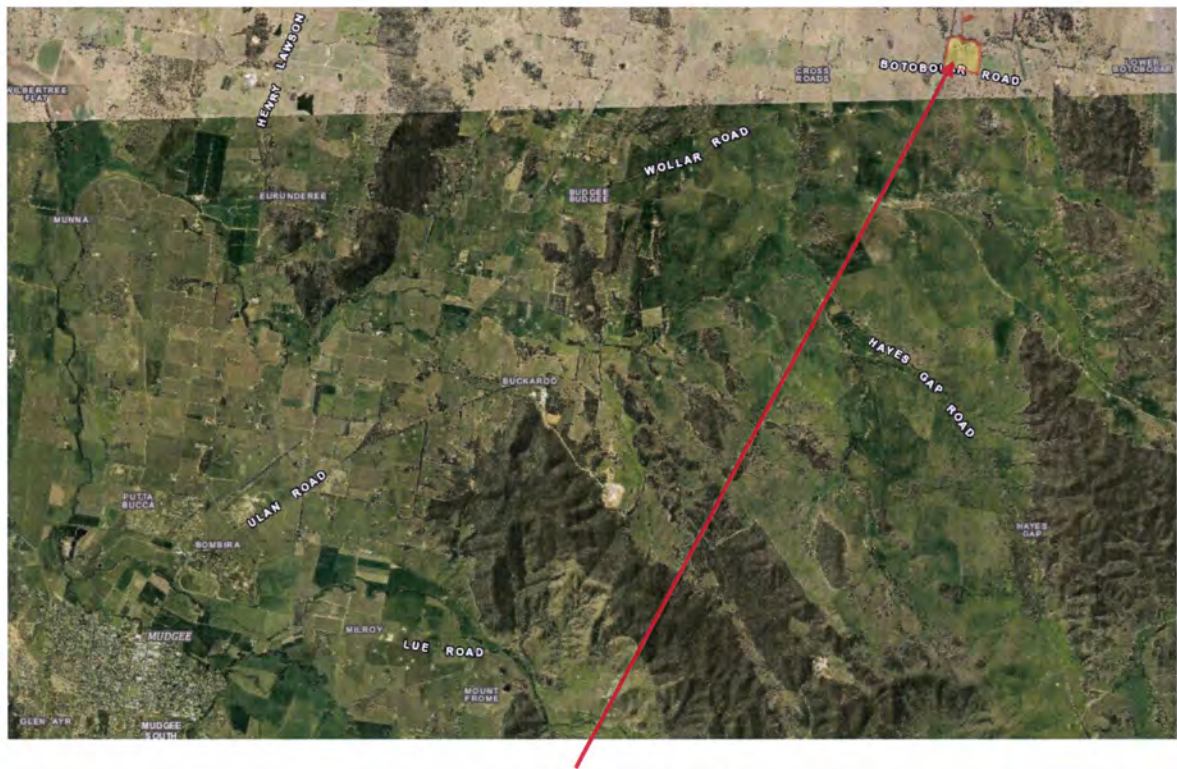 HENRY LAWSON
CROSS
ROADS
BOTOBOLAR ROAD
LOWER
BOTOBOLAR
WILBERTREE
FLAT
WOLLAR ROAD
EURUNDEREE
BUDGEE
BUDGEE
MUNNA
HAYES GAP ROAD
BUCKAROO
ULAN ROAD
PUTTA
BUCCA
BOMBIRA
HAYES
GAP
MILROY
MUDGEE
LUE ROAD
MOUNT
FROME
GLEN AYR
MUDGEE
SOUTH